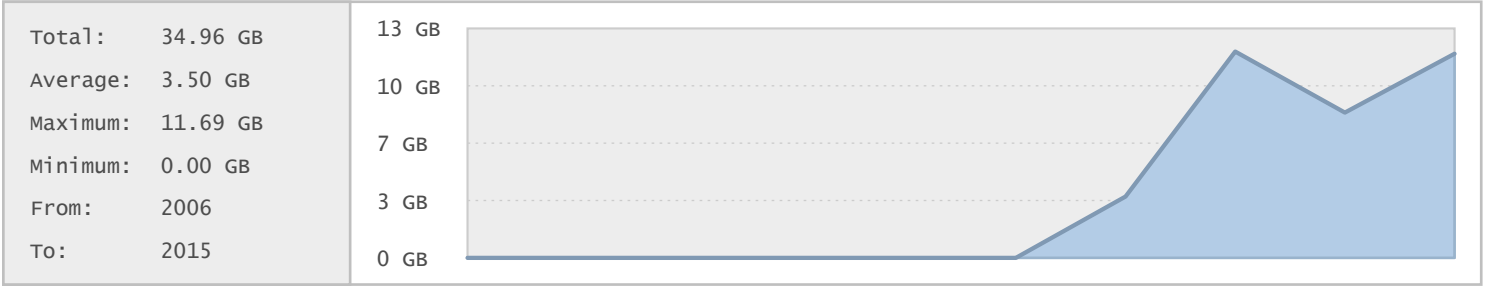 Total: 34.96 GB
Average: 3.50 GB
Maximum: 11.69 GB
Minimum: 0.00 GB
From: 2006
To: 2015
13 GB
10 GB
7 GB
3 GB
0 GB